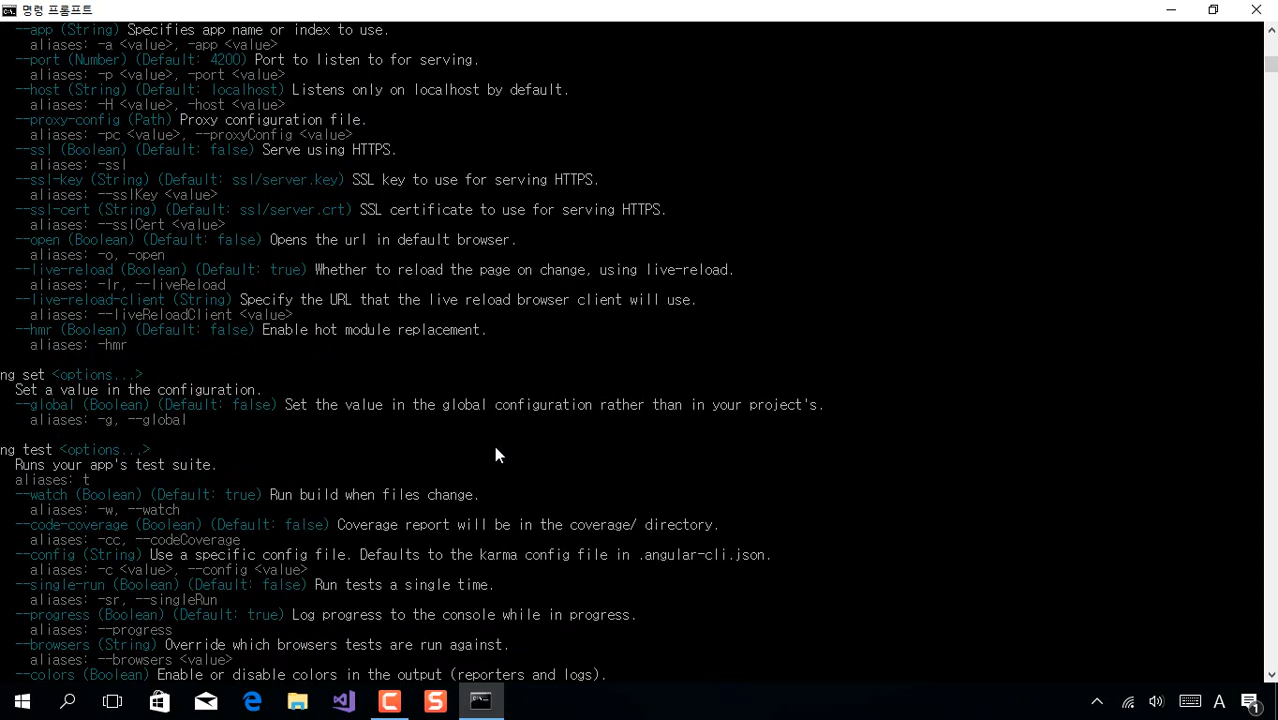 명령 프롬프트
--app (String) Specifies app name or index to use.
aliases: -a <value>, -app <value>
--port (Number) (Default: 4200) Port to listen to for serving.
aliases: -p <value>, -port <value>
--host (String) (Default: localhost) Listens only on localhost by default.
aliases: -H <value>, -host <value>
--proxy-config (Path) Proxy configuration file.
aliases: -pc <value>, --proxyConfig <value>
--ssl (Boolean) (Default: false) Serve using HTTPS.
aliases: -ssl
--ssl-key (String) (Default: ssl/server.key) SSL key to use for serving HTTPS.
aliases: --sslKey <value>
--ssl-cert (String) (Default: ssl/server.crt) SSL certificate to use for serving HTTPS.
aliases: --sslCert <value>
--open (Boolean) (Default: false) Opens the url in default browser.
aliases: -o, -open
--live-reload (Boolean) (Default: true) Whether to reload the page on change, using live-reload.
aliases: -lr, --liveReload
--live-reload-client (String) Specify the URL that the live reload browser client will use.
aliases: --liveReloadClient <value>
--hmr (Boolean) (Default: false) Enable hot module replacement.
aliases: -hmr
ng set <options...>
Set a value in the configuration.
--global (Boolean) (Default: false) Set the value in the global configuration rather than in your project's.
aliases: -g, --global
ng test <options...>
Runs your app's test suite.
aliases: t
--watch (Boolean) (Default: true) Run build when files change.
aliases: -w, --watch
--code-coverage (Boolean) (Default: false) Coverage report will be in the coverage/ directory.
aliases: -cc, --codeCoverage
--config (String) Use a specific config file. Defaults to the karma config file in .angular-cli.json.
aliases: -c <value>, --config <value>
--single-run (Boolean) (Default: false) Run tests a single time.
aliases: -sr, --singleRun
--progress (Boolean) (Default: true) Log progress to the console while in progress.
aliases: --progress
--browsers (String) Override which browsers tests are run against.
aliases: --browsers <value>
--colors (Boolean) Enable or disable colors in the output (reporters and logs).
A
1